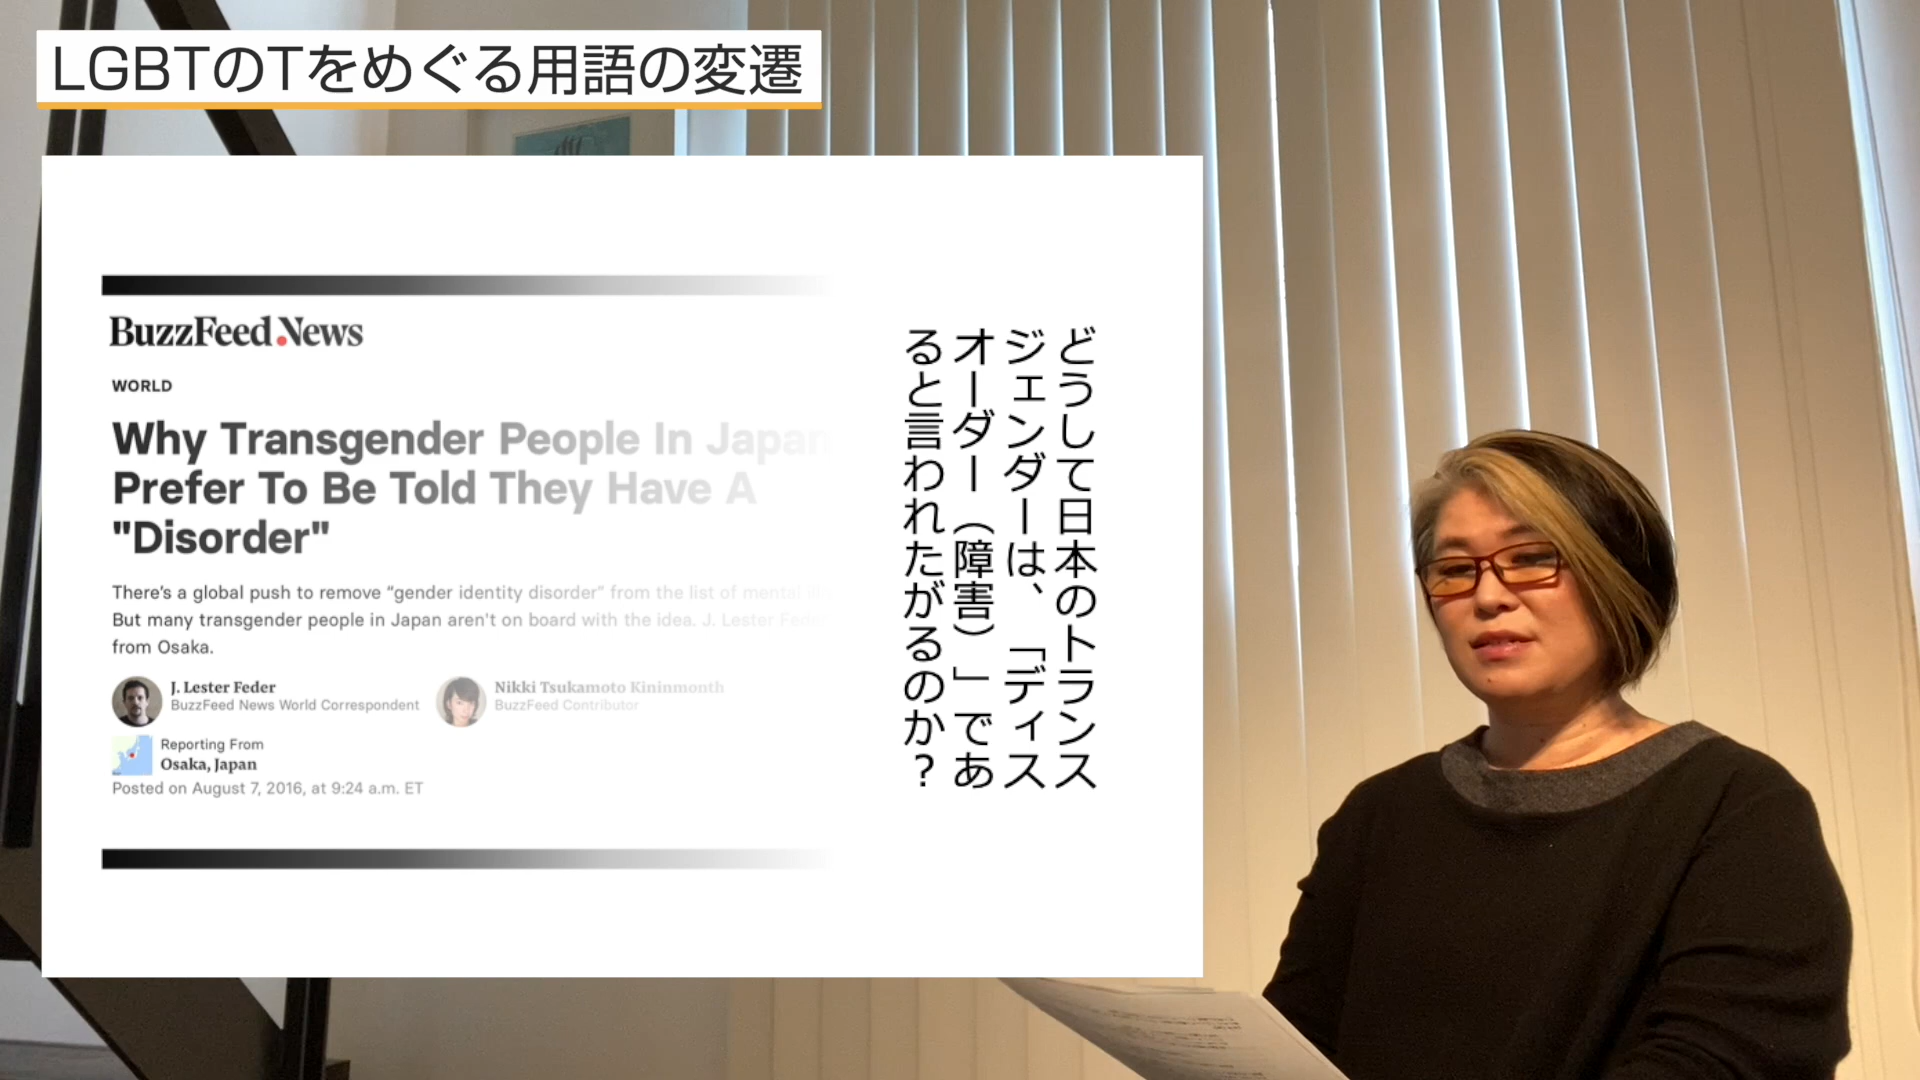 LGBTのTをめぐる用語の変遷
BuzzFeed News
WORLD
Why Transgender People In Japan
Prefer To Be Told They Have A
"Disorder"
There's a global push to remove “gender identity disorder” from the list of mental
But many transgender people in Japan aren't on board with the idea. J. Lester Feder
from Osaka.
J. Lester Feder
BuzzFeed News World Correspondent
Nikki Tsukamoto Kininmonth
BuzzFeed Contributor
Reporting From
Osaka, Japan
Posted on August 7, 2016, at 9:24 a.m. ET
どうして日本のトランス
ジェンダーは、「ディス
オーダー（障害）」であ
ると言われたがるのか？